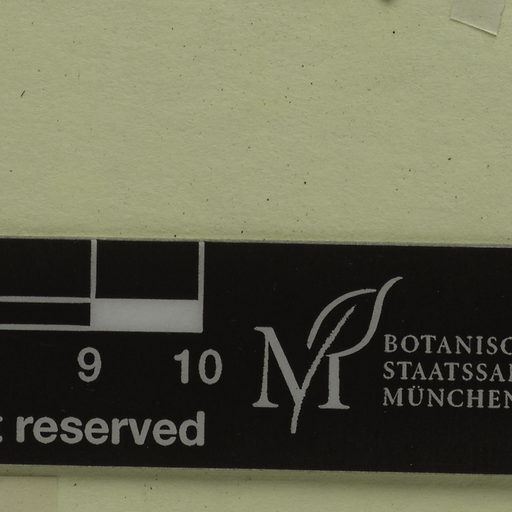 9 10
reserved
BOTANISC
STAATSSA
MÜNCHEN